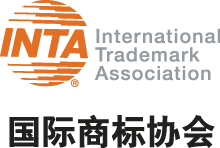 INTA
®
International
Trademark
Association
国际商标协会